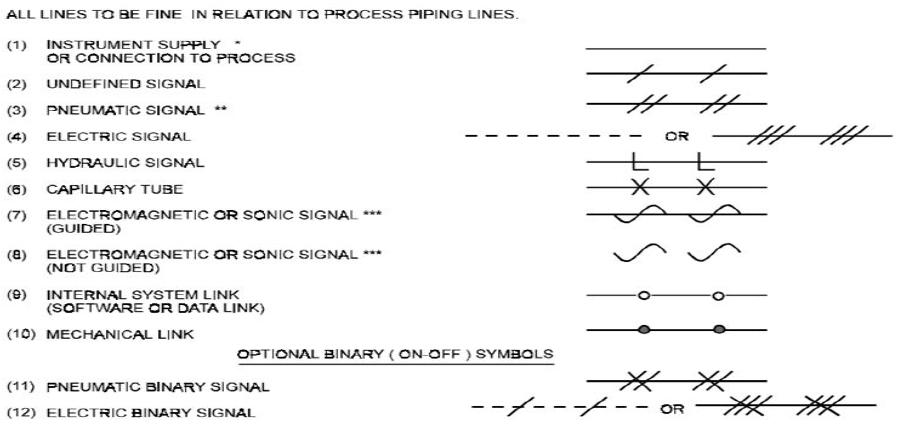 ALL LINES TO BE FINE IN RELATION TO PROCESS PIPING LINES.
(1) INSTRUMENT SUPPLY *
OR CONNECTION TO PROCESS
(2) UNDEFINED SIGNAL
(3) PNEUMATIC SIGNAL **
(4) ELECTRIC SIGNAL OR
(5) HYDRAULIC SIGNAL
(6) CAPILLARY TUBE
(7) ELECTROMAGNETIC OR SONIC SIGNAL ***
(GUIDED)
(8) ELECTROMAGNETIC OR SONIC SIGNAL ***
(NOT GUIDED)
(9) INTERNAL SYSTEM LINK
(SOFTWARE OR DATA LINK)
(10) MECHANICAL LINK
OPTIONAL BINARY ( ON-OFF ) SYMBOLS
(11) PNEUMATIC BINARY SIGNAL
(12) ELECTRIC BINARY SIGNAL OR